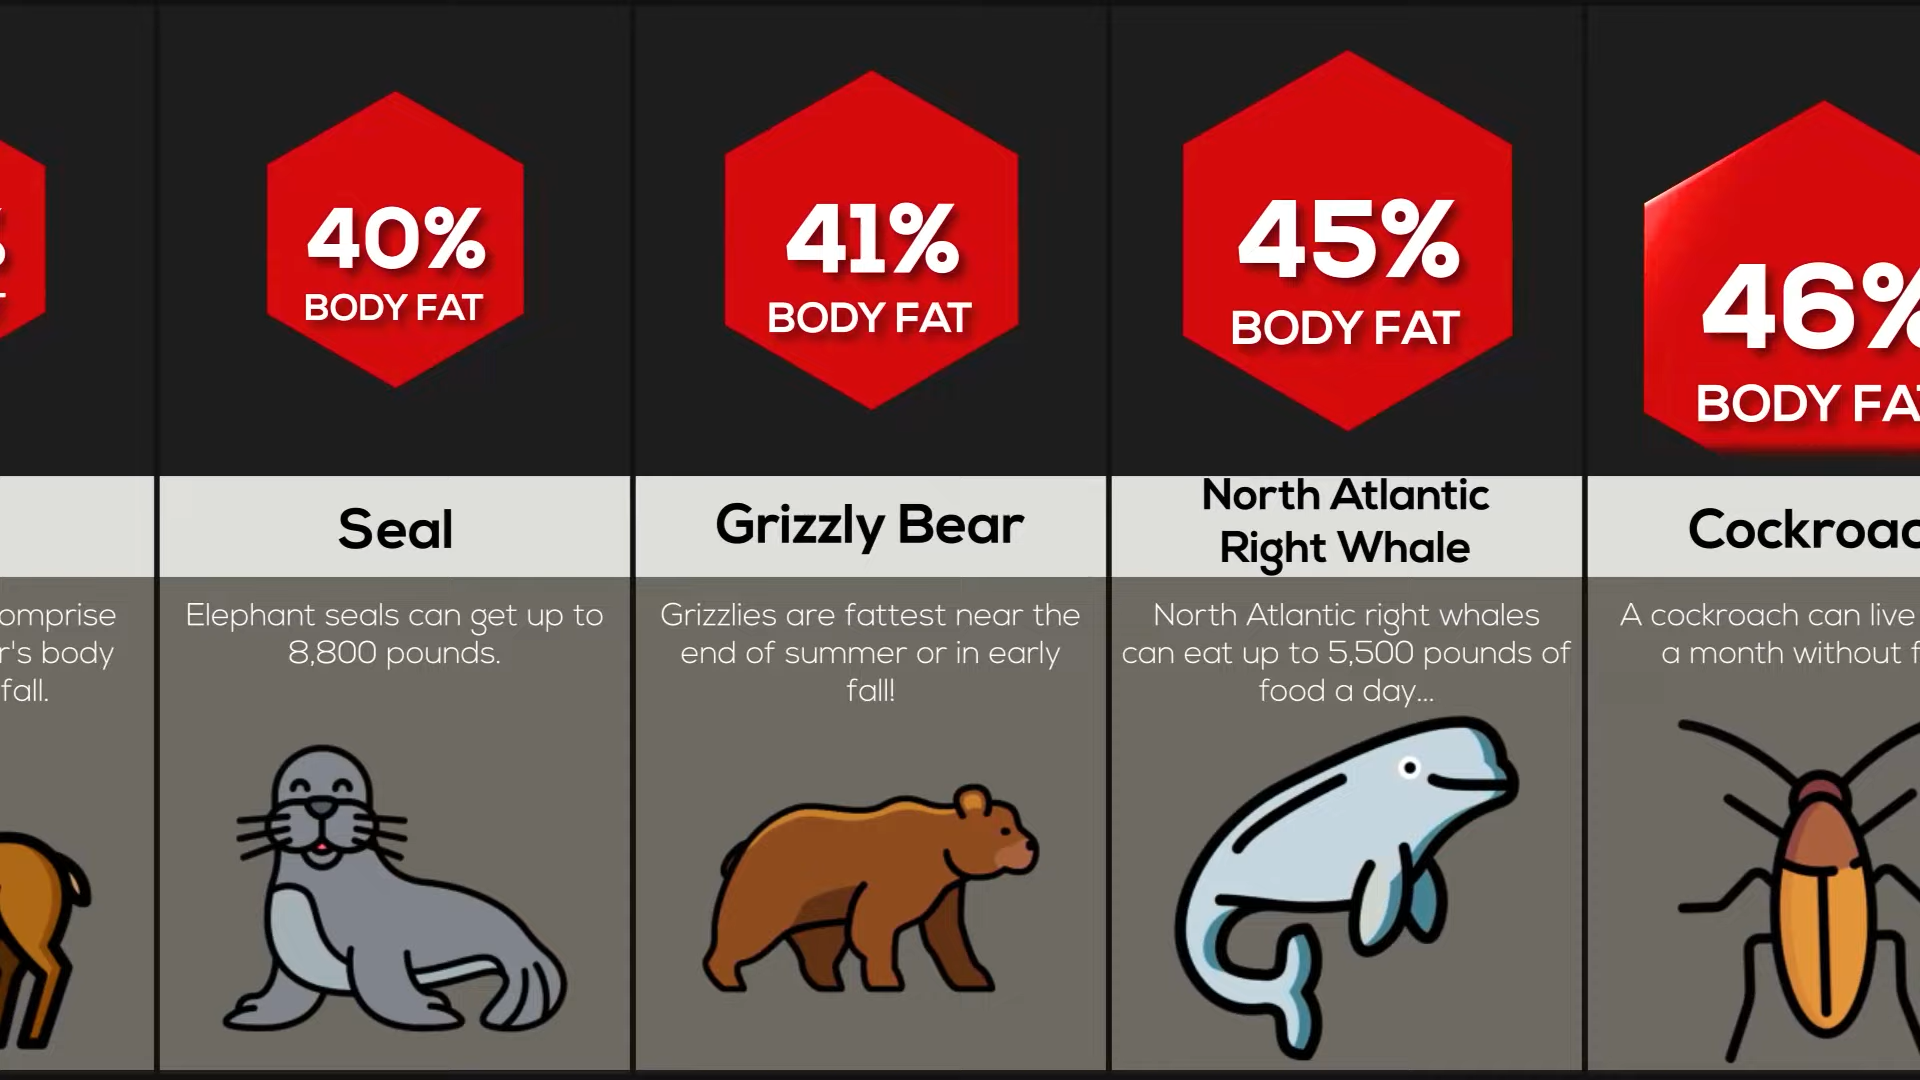 40%
BODY FAT
Seal
Elephant seals can get up to
8,800 pounds.
41%
BODY FAT
Grizzly Bear
Grizzlies are fattest near the
end of summer or in early
fall!
45%
BODY FAT
North Atlantic
Right Whale
North Atlantic right whales
can eat up to 5,500 pounds of
food a day...
46%
BODY
A cockroach can live
a month without
body
fall.